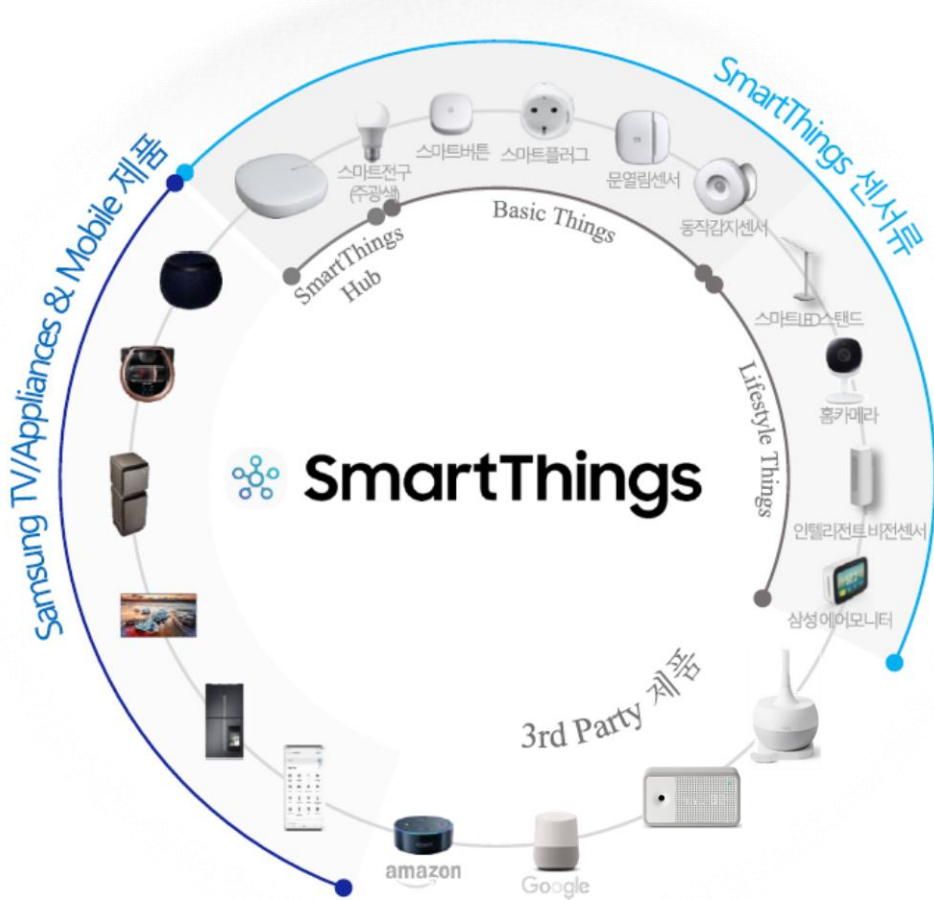 SmartThings 센서류
Samsung TV/Appliances & Mobile 제품
스마트전구
(주광색)
스마트버튼
스마트플러그
문열림센서
동작감지센서
SmartThings
Hub
Basic Things
스마트LED스탠드
홈카메라
Lifestyle Things
SmartThings
인텔리전트 비전센서
삼성 에어모니터
3rd Party 제품
amazon
Google